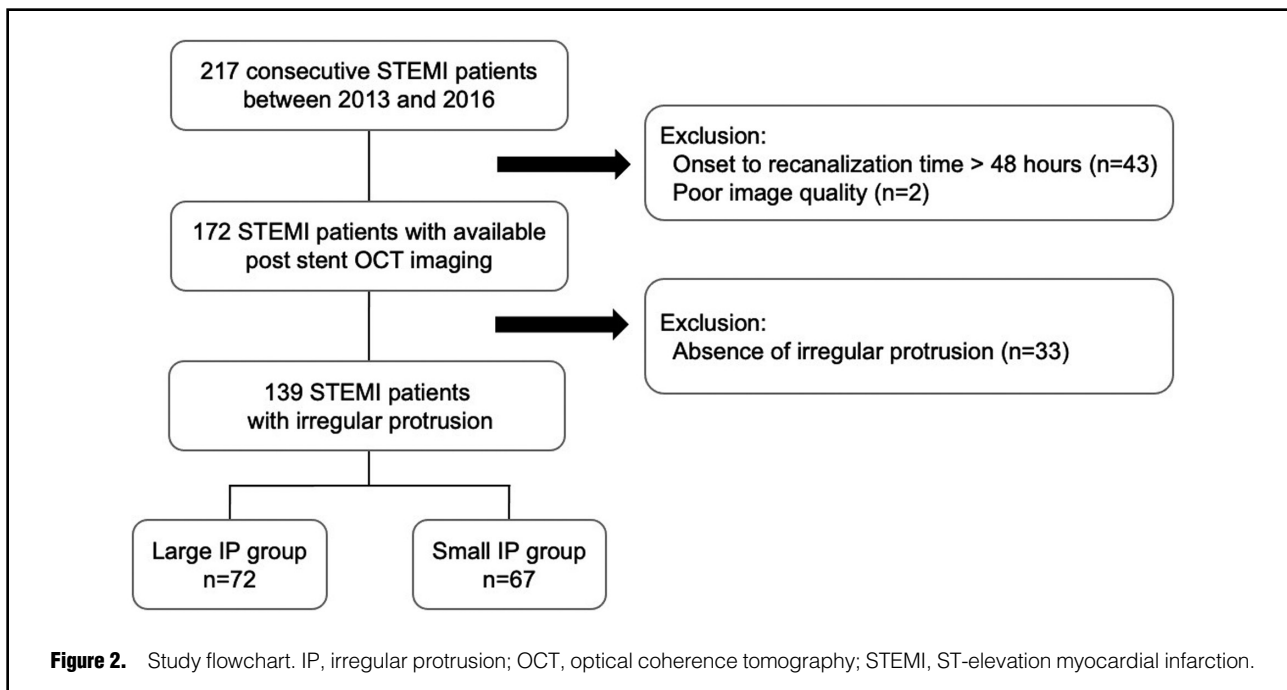 217 consecutive STEMI patients
between 2013 and 2016
Exclusion:
Onset to recanalization time > 48 hours (n=43)
Poor image quality (n=2)
172 STEMI patients with available
post stent OCT imaging
Exclusion:
Absence of irregular protrusion (n=33)
139 STEMI patients
with irregular protrusion
Large IP group
n=72
Small IP group
n=67
Figure 2. Study flowchart. IP, irregular protrusion; OCT, optical coherence tomography; STEMI, ST-elevation myocardial infarction.